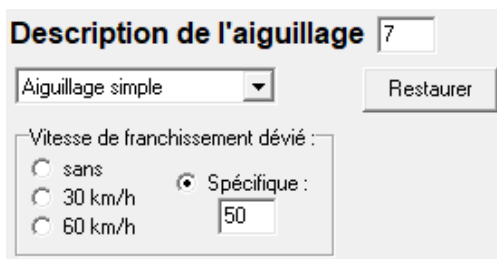 Description de l'aiguillage 7
Aiguillage simple
Restaurer
Vitesse de franchissement dévié :
sans
Spécifique :
30 km/h
50
60 km/h